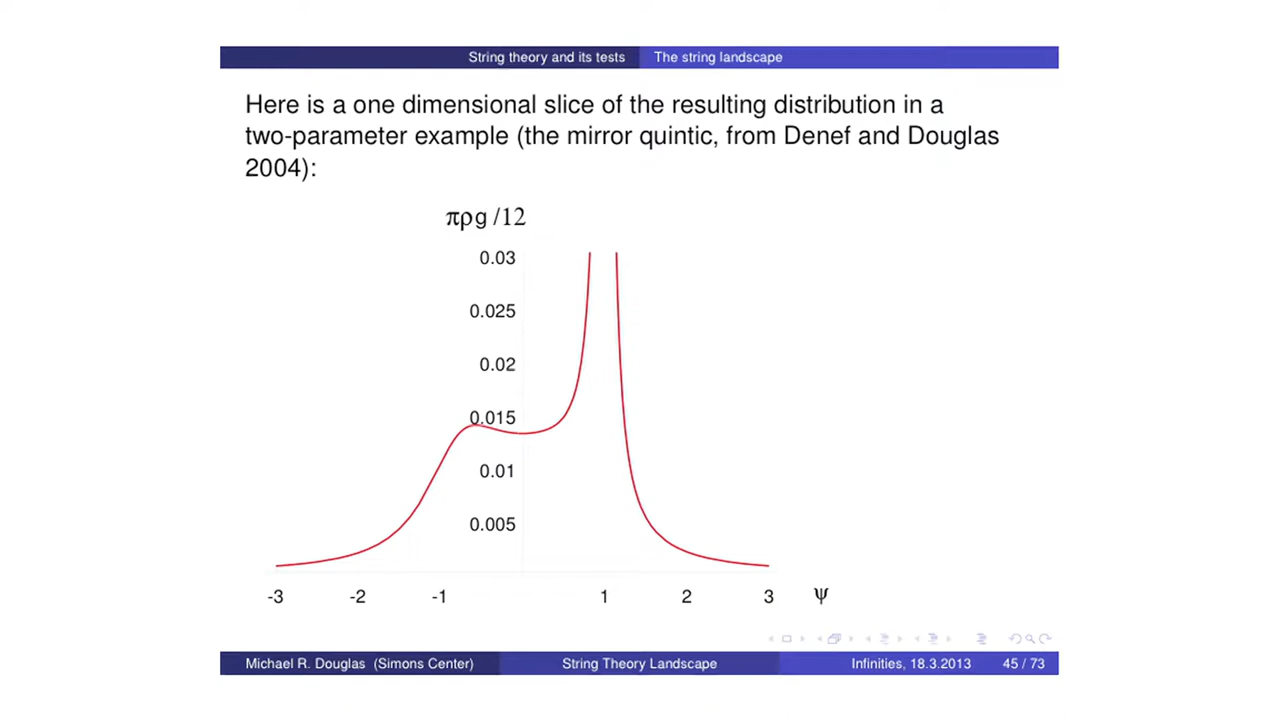 String theory and its tests The string landscape
Here is a one dimensional slice of the resulting distribution in a
two-parameter example (the mirror quintic, from Denef and Douglas
2004):
πρg /12
0.03
0.025
0.02
0.015
0.01
0.005
-3 -2 -1 1 2 3 ψ
Michael R. Douglas (Simons Center) String Theory Landscape Infinities, 18.3.2013 45 / 73